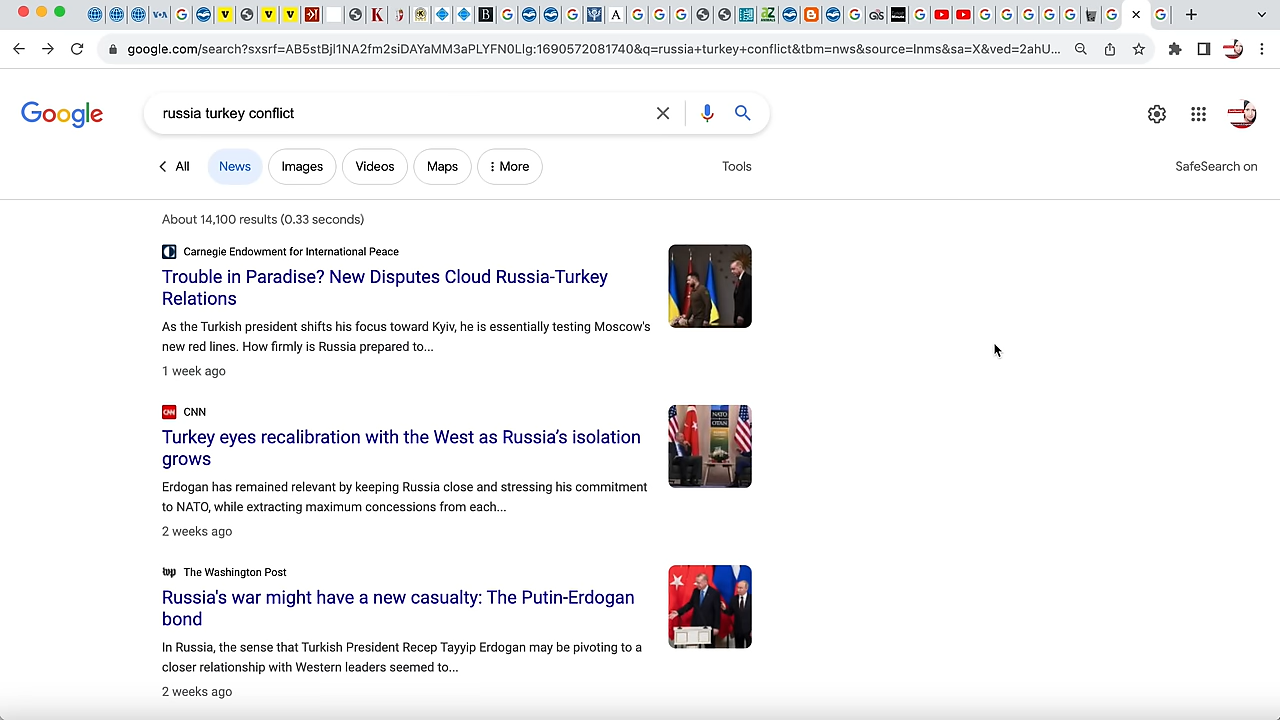 google.com/search?sxsrf=AB5stBjl1NA2fm2siDAYaMM3aPLYFN0LIg:1690572081740&q=russia+turkey+conflict&tbm=nws&source=lnms&sa=X&ved=2ahU...
Google
russia turkey conflict
All News Images Videos Maps More Tools SafeSearch on
About 14,100 results (0.33 seconds)
Carnegie Endowment for International Peace
Trouble in Paradise? New Disputes Cloud Russia-Turkey
Relations
As the Turkish president shifts his focus toward Kyiv, he is essentially testing Moscow's
new red lines. How firmly is Russia prepared to...
1 week ago
CNN
Turkey eyes recalibration with the West as Russia’s isolation
grows
Erdogan has remained relevant by keeping Russia close and stressing his commitment
to NATO, while extracting maximum concessions from each...
2 weeks ago
The Washington Post
Russia's war might have a new casualty: The Putin-Erdogan
bond
In Russia, the sense that Turkish President Recep Tayyip Erdogan may be pivoting to a
closer relationship with Western leaders seemed to...
2 weeks ago
NATO
OTAN